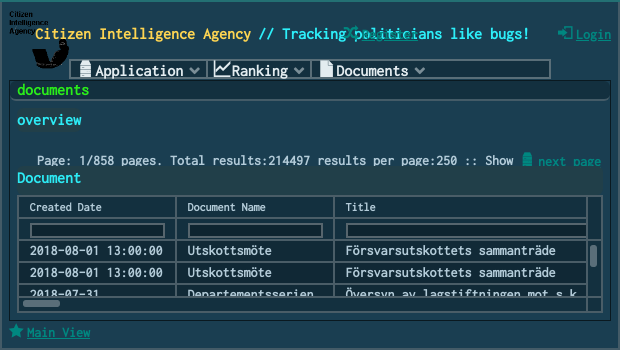 Citizen
Intelligence
Agency
Citizen Intelligence Agency // Tracking politicians like bugs!
Register
Login
Application
Ranking
Documents
documents
overview
Page: 1/858 pages. Total results:214497 results per page:250 :: Show
next page
Document
Created Date Document Name Title
2018-08-01 13:00:00 Utskottsmöte Försvarsutskottets sammanträde
2018-08-01 13:00:00 Utskottsmöte Försvarsutskottets sammanträde
2018-07-31 Departementsserien Översyn av lagstiftningen mot s k
Main View